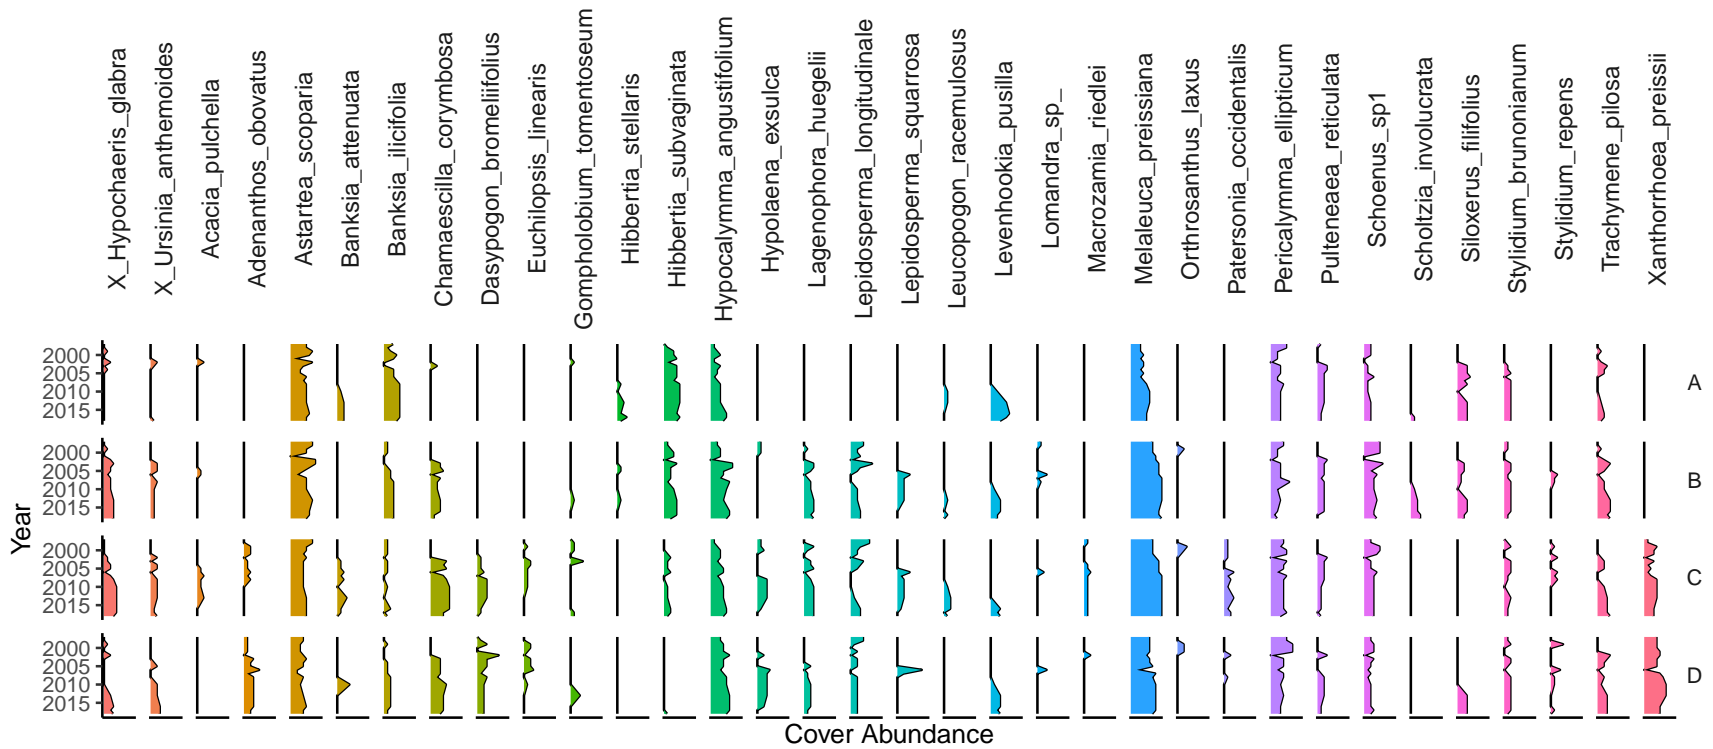 X_Hypochaeris_glabra
X_Ursinia_anthemoides
Acacia_pulchella
Adenanthos_obovatus
Astartea_scoparia
Banksia_attenuata
Banksia_ilicifolia
Chamaescilla_corymbosa
Dasypogon_bromeliifolius
Euchilopsis_linearis
Gompholobium_tomentoseum
Hibbertia_stellaris
Hibbertia_subvaginata
Hypocalymma_angustifolium
Hypolaena_exsulca
Lagenophora_huegelii
Lepidosperma_longitudinale
Lepidosperma_squarrosa
Leucopogon_racemulosus
Levenhookia_pusilla
Lomandra_sp_
Macrozamia_riedlei
Melaleuca_preissiana
Orthrosanthus_laxus
Patersonia_occidentalis
Pericalymma_ellipticum
Pulteneaea_reticulata
Schoenus_sp1
Scholtzia_involucrata
Siloxerus_filifolius
Stylidium_brunonianum
Stylidium_repens
Trachymene_pilosa
Xanthorrhoea_preissii
Year
2000
2005
2010
2015
A
2000
2005
2010
2015
B
2000
2005
2010
2015
C
2000
2005
2010
2015
D
Cover Abundance